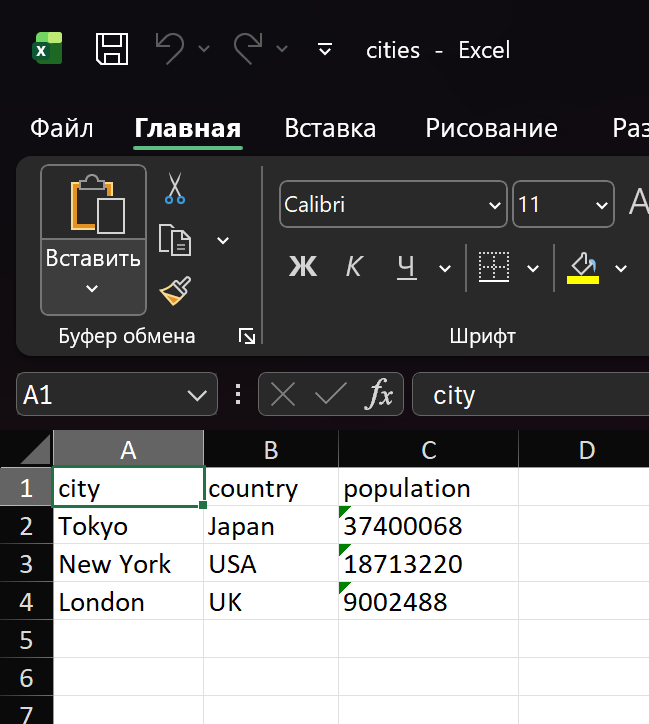 cities - Excel
Файл Главная Вставка Рисование Раз
Calibri 11 A
Вставить
Ж К Ч
Буфер обмена Шрифт
A1 fx city
A B C D
1 city country population
2 Tokyo Japan 37400068
3 New York USA 18713220
4 London UK 9002488
5
6
7